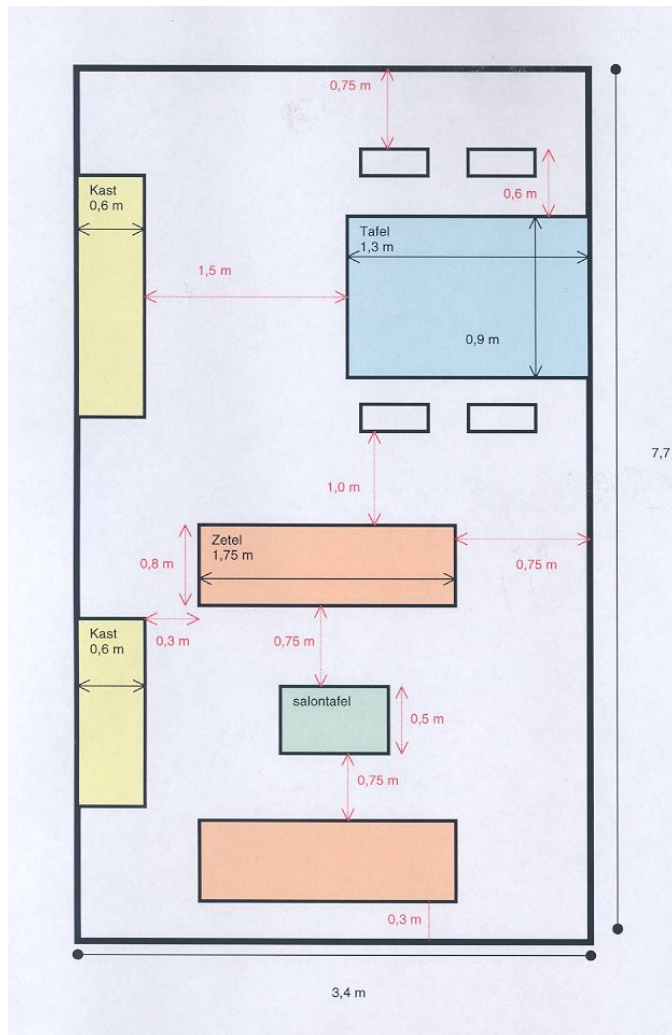 0,75 m
Kast
0,6 m
0,6 m
Tafel
1,3 m
1,5 m
0,9 m
7,7
1,0 m
Zetel
1,75 m
0,8 m
0,75 m
Kast
0,6 m
0,3 m
0,75 m
salontafel
0,5 m
0,75 m
0,3 m
3,4 m